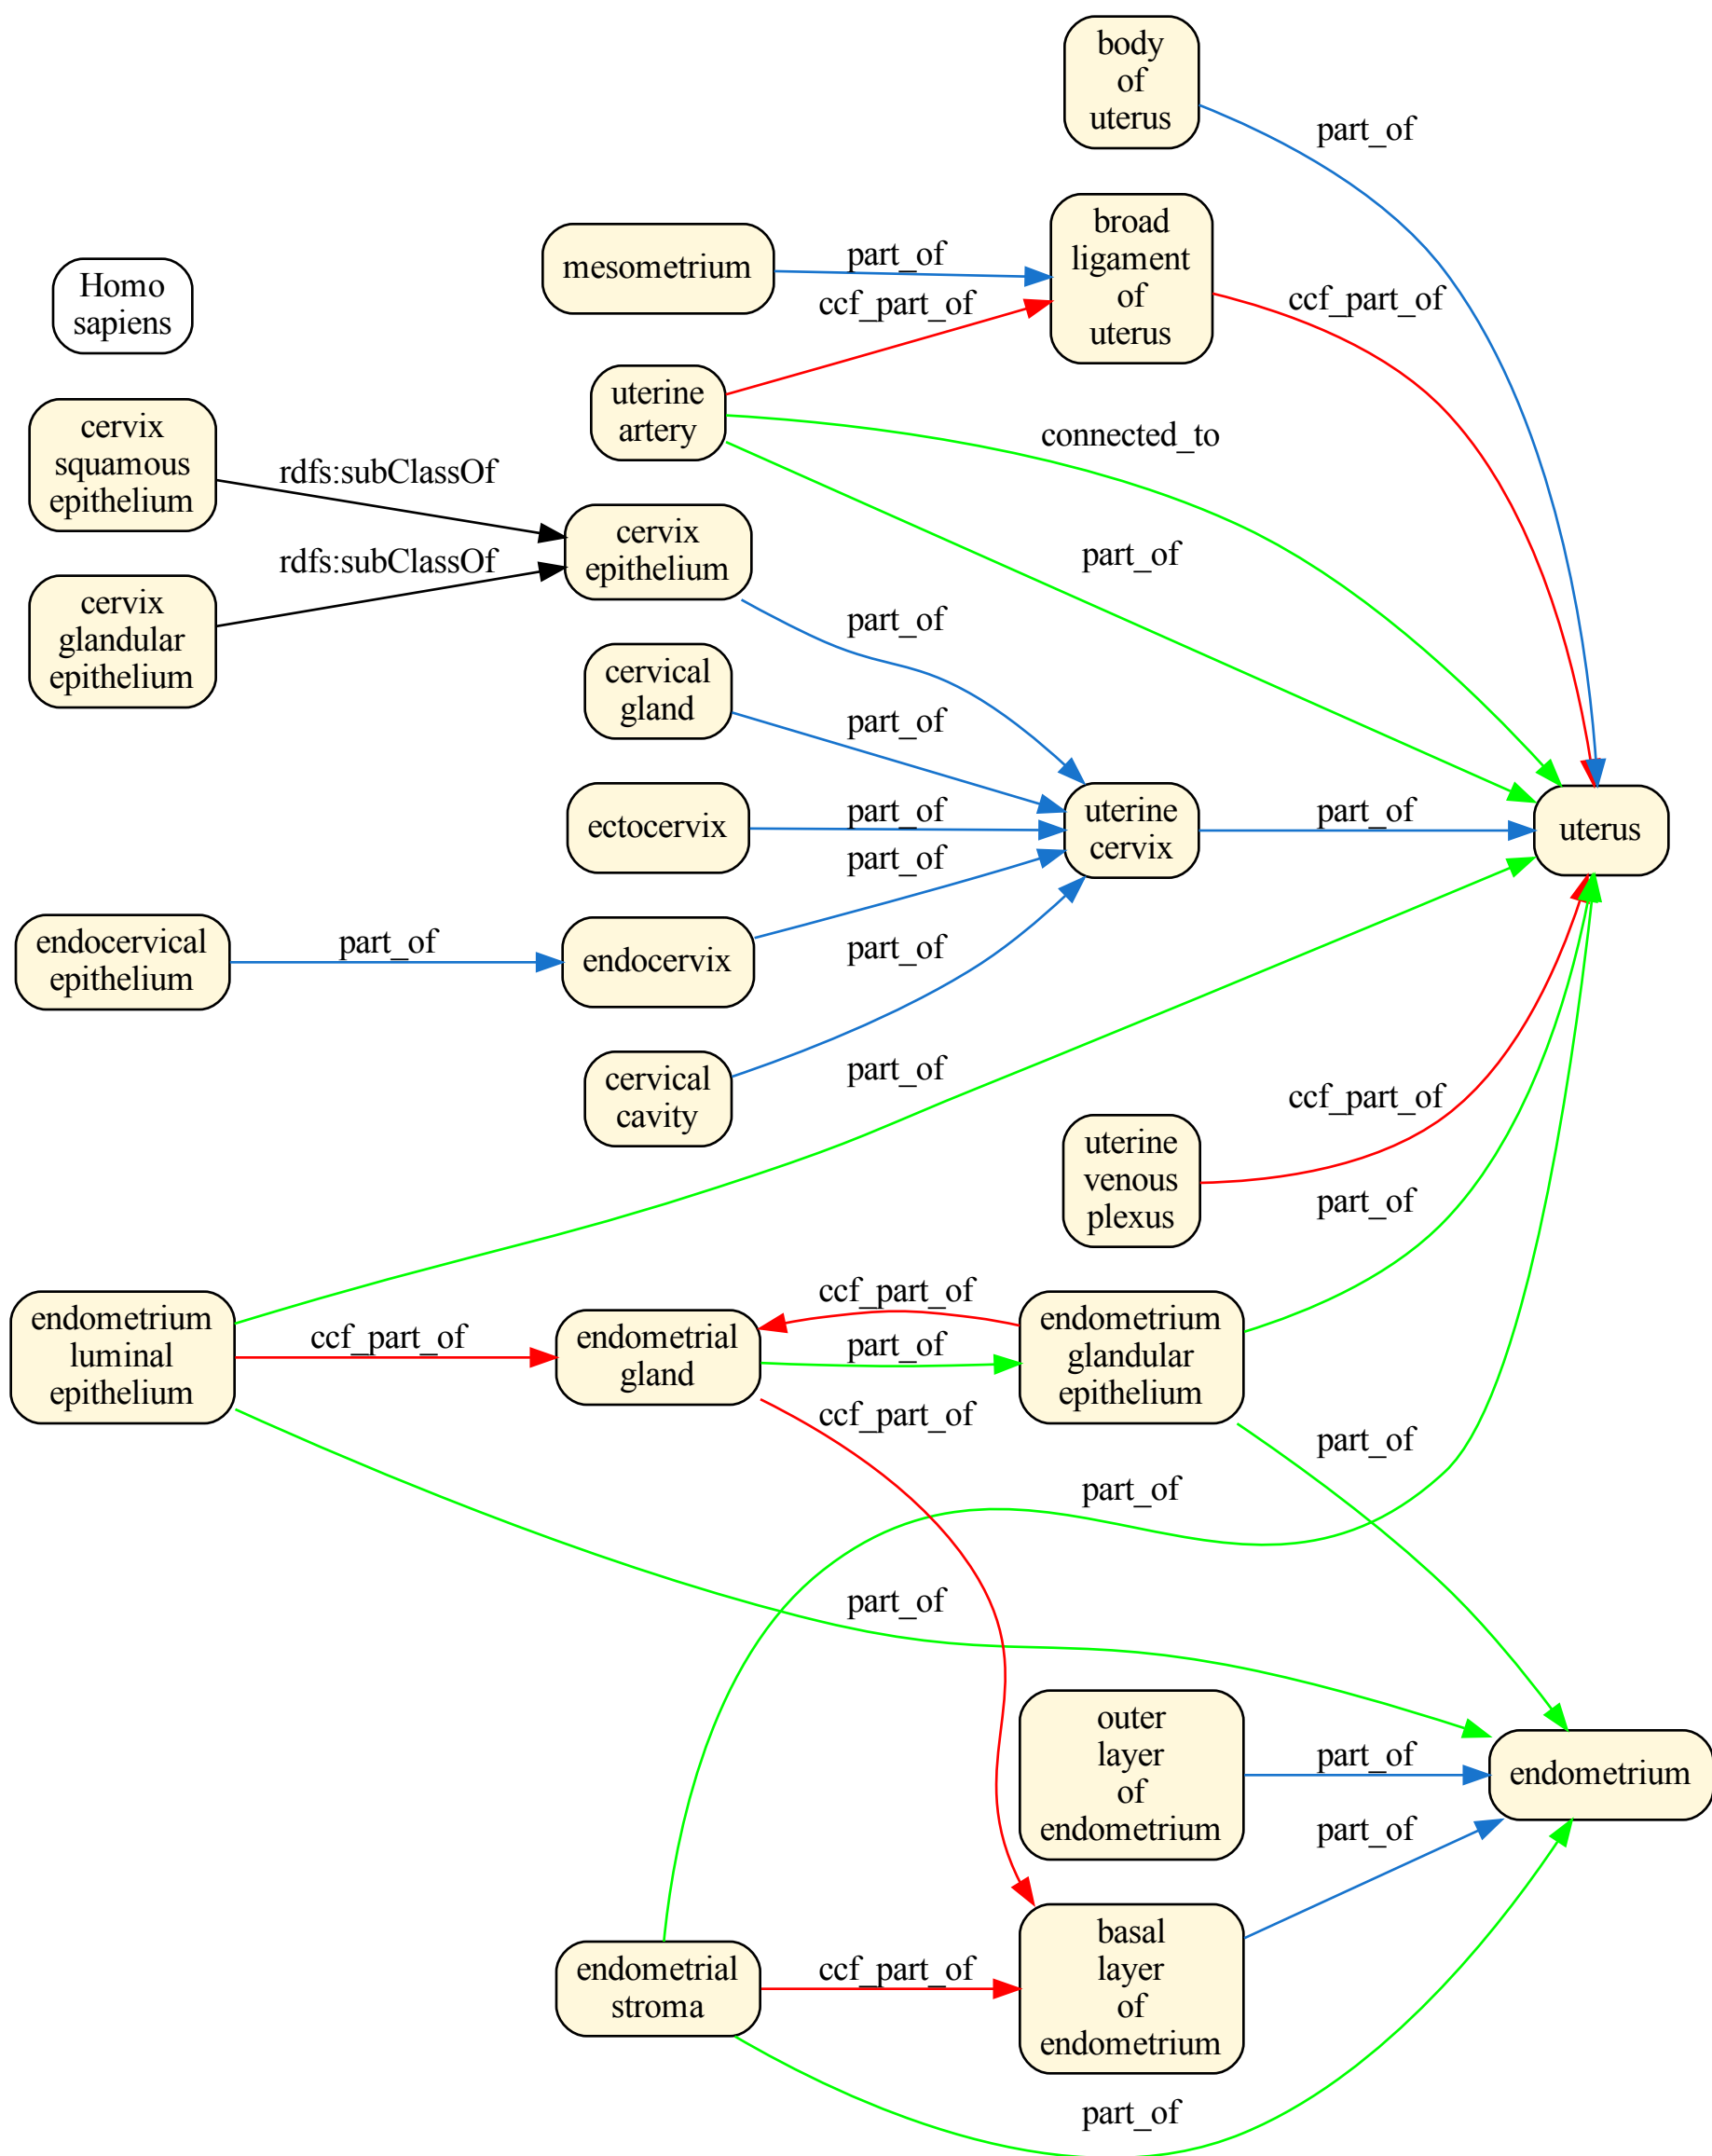 body
of
uterus
part_of
broad
ligament
of
uterus
mesometrium
part_of
ccf_part_of
ccf_part_of
Homo
sapiens
uterine
artery
connected_to
cervix
squamous
epithelium
rdfs:subClassOf
cervix
epithelium
part_of
rdfs:subClassOf
cervix
glandular
epithelium
part_of
cervical
gland
part_of
ectocervix
part_of
uterine
cervix
part_of
uterus
part_of
endocervical
epithelium
part_of
endocervix
part_of
cervical
cavity
part_of
ccf_part_of
uterine
venous
plexus
part_of
endometrium
luminal
epithelium
ccf_part_of
endometrial
gland
ccf_part_of
part_of
endometrium
glandular
epithelium
ccf_part_of
part_of
part_of
part_of
outer
layer
of
endometrium
part_of
endometrium
part_of
endometrial
stroma
ccf_part_of
basal
layer
of
endometrium
part_of